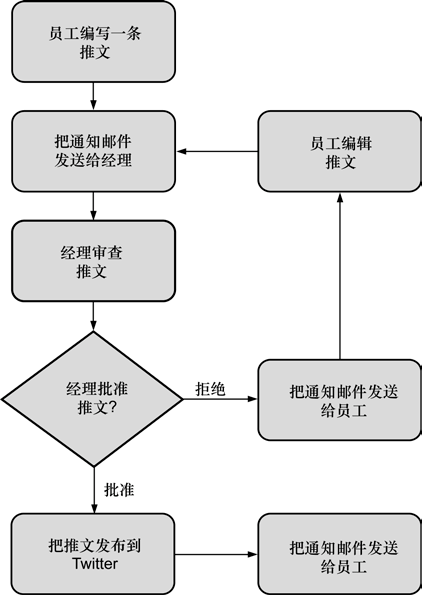 员工编写一条
推文
把通知邮件
发送给经理
员工编辑
推文
经理审查
推文
经理批准
推文?
拒绝
把通知邮件发送
给员工
批准
把推文发布到
Twitter
把通知邮件发送
给员工